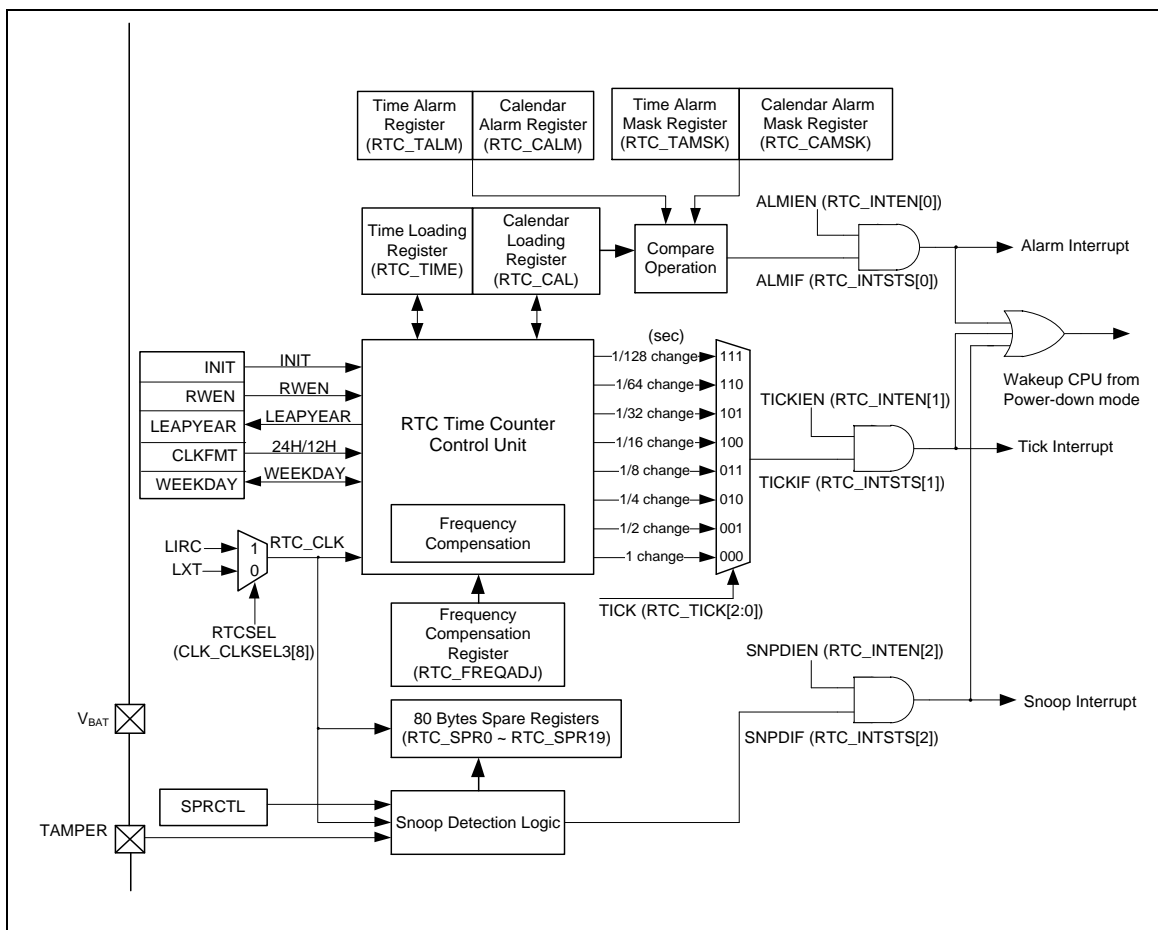 Time Alarm
Register
(RTC_TALM)
Calendar
Alarm Register
(RTC_CALM)
Time Alarm
Mask Register
(RTC_TAMSK)
Calendar Alarm
Mask Register
(RTC_CAMSK)
Time Loading
Register
(RTC_TIME)
Calendar
Loading
Register
(RTC_CAL)
Compare
Operation
ALMIEN (RTC_INTEN[0])
ALMIF (RTC_INTSTS[0])
Alarm Interrupt
Wakeup CPU from
Power-down mode
INIT
RWEN
LEAPYEAR
CLKFMT
WEEKDAY
INIT
RWEN
LEAPYEAR
24H/12H
WEEKDAY
RTC Time Counter
Control Unit
Frequency
Compensation
(sec)
1/128 change
1/64 change
1/32 change
1/16 change
1/8 change
1/4 change
1/2 change
1 change
111
110
101
100
011
010
001
000
TICK (RTC_TICK[2:0])
TICKIEN (RTC_INTEN[1])
TICKIF (RTC_INTSTS[1])
Tick Interrupt
LIRC
LXT
1
0
RTC_CLK
RTCSEL
(CLK_CLKSEL3[8])
Frequency
Compensation
Register
(RTC_FREQADJ)
SNPDIEN (RTC_INTEN[2])
SNPDIF (RTC_INTSTS[2])
Snoop Interrupt
VBAT
80 Bytes Spare Registers
(RTC_SPR0 ~ RTC_SPR19)
SPRCTL
TAMPER
Snoop Detection Logic